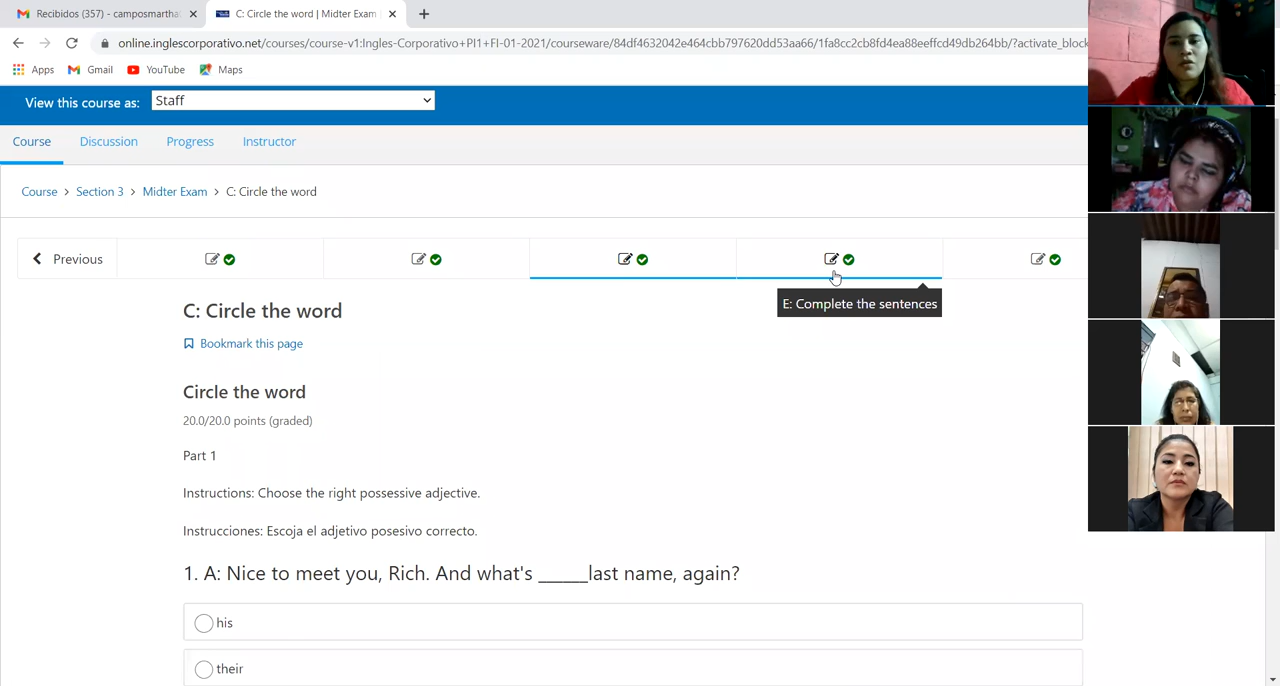 Recibidos (357) - camposmartha
C: Circle the word | Midter Exam
online.inglescorporativo.net/courses/course-v1:Ingles-Corporativo+PI1+FI-01-2021/courseware/84df4632042e464cbb797620dd53aa66/1fa8cc2cb8fd4ea88eeffcd49db264bb/?activate_block
Apps Gmail YouTube Maps
View this course as: Staff
Course Discussion Progress Instructor
Course > Section 3 > Midter Exam > C: Circle the word
Previous
E: Complete the sentences
C: Circle the word
Bookmark this page
Circle the word
20.0/20.0 points (graded)
Part 1
Instructions: Choose the right possessive adjective.
Instrucciones: Escoja el adjetivo posesivo correcto.
1. A: Nice to meet you, Rich. And what's ______last name, again?
his
their